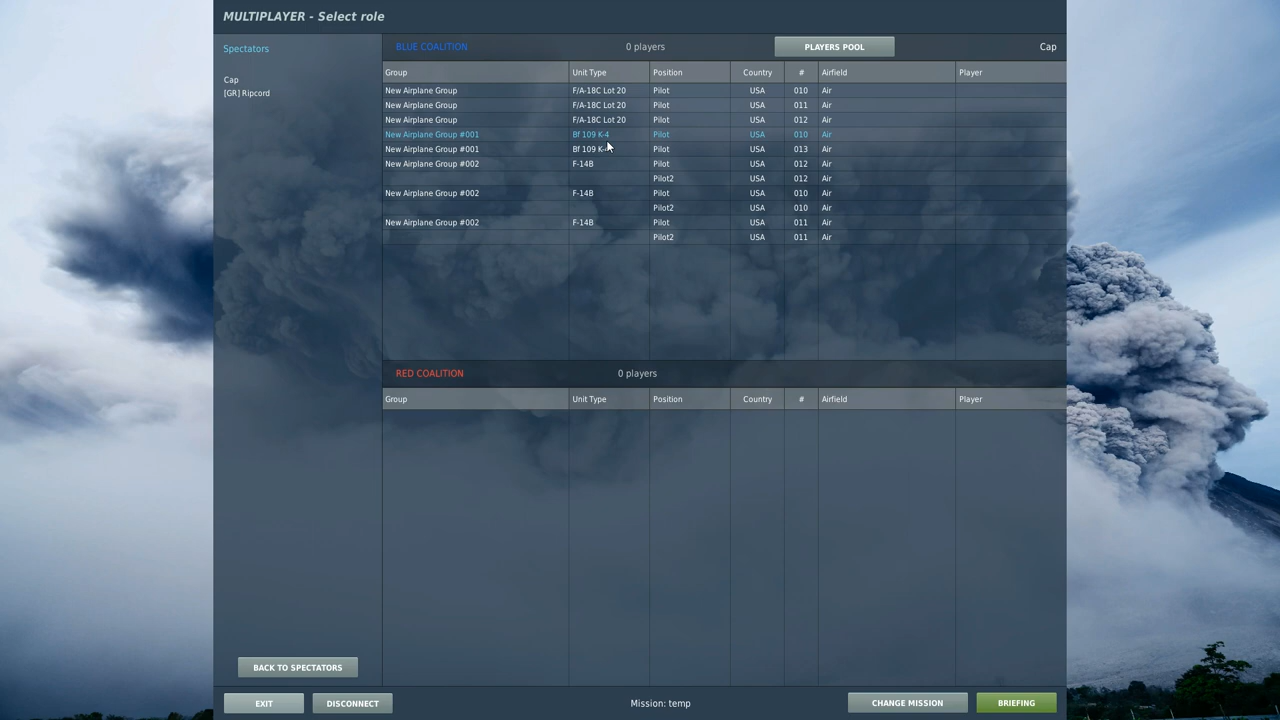 MULTIPLAYER - Select role
Spectators
Cap
[GR] Ripcord
BLUE COALITION 0 players PLAYERS POOL Cap
Group Unit Type Position Country # Airfield Player
New Airplane Group F/A-18C Lot 20 Pilot USA 010 Air
New Airplane Group F/A-18C Lot 20 Pilot USA 011 Air
New Airplane Group F/A-18C Lot 20 Pilot USA 012 Air
New Airplane Group #001 Bf 109 K-4 Pilot USA 010 Air
New Airplane Group #001 Bf 109 Pilot USA 013 Air
New Airplane Group #002 F-14B Pilot USA 012 Air
Pilot2 USA 012 Air
New Airplane Group #002 F-14B Pilot USA 010 Air
Pilot2 USA 010 Air
New Airplane Group #002 F-14B Pilot USA 011 Air
Pilot2 USA 011 Air
RED COALITION 0 players
Group Unit Type Position Country # Airfield Player
BACK TO SPECTATORS
EXIT DISCONNECT Mission: temp CHANGE MISSION BRIEFING